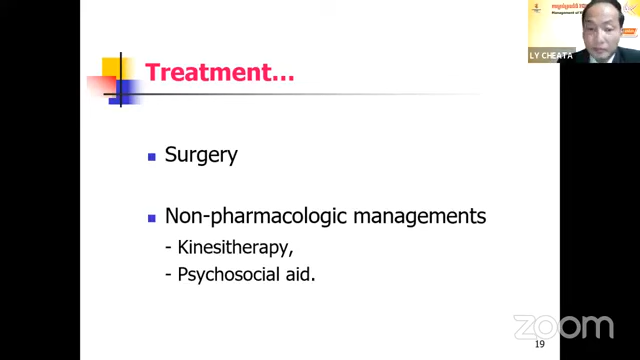 Treatment…
Surgery
Non-pharmacologic managements
- Kinesitherapy,
- Psychosocial aid.
LY CHEATA
zoom
19